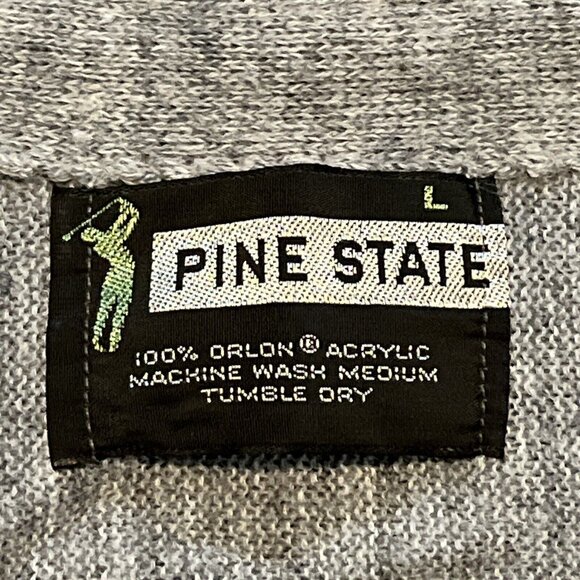 L
PINE STATE
100% ORLON® ACRYLIC
MACHINE WASH MEDIUM
TUMBLE DRY